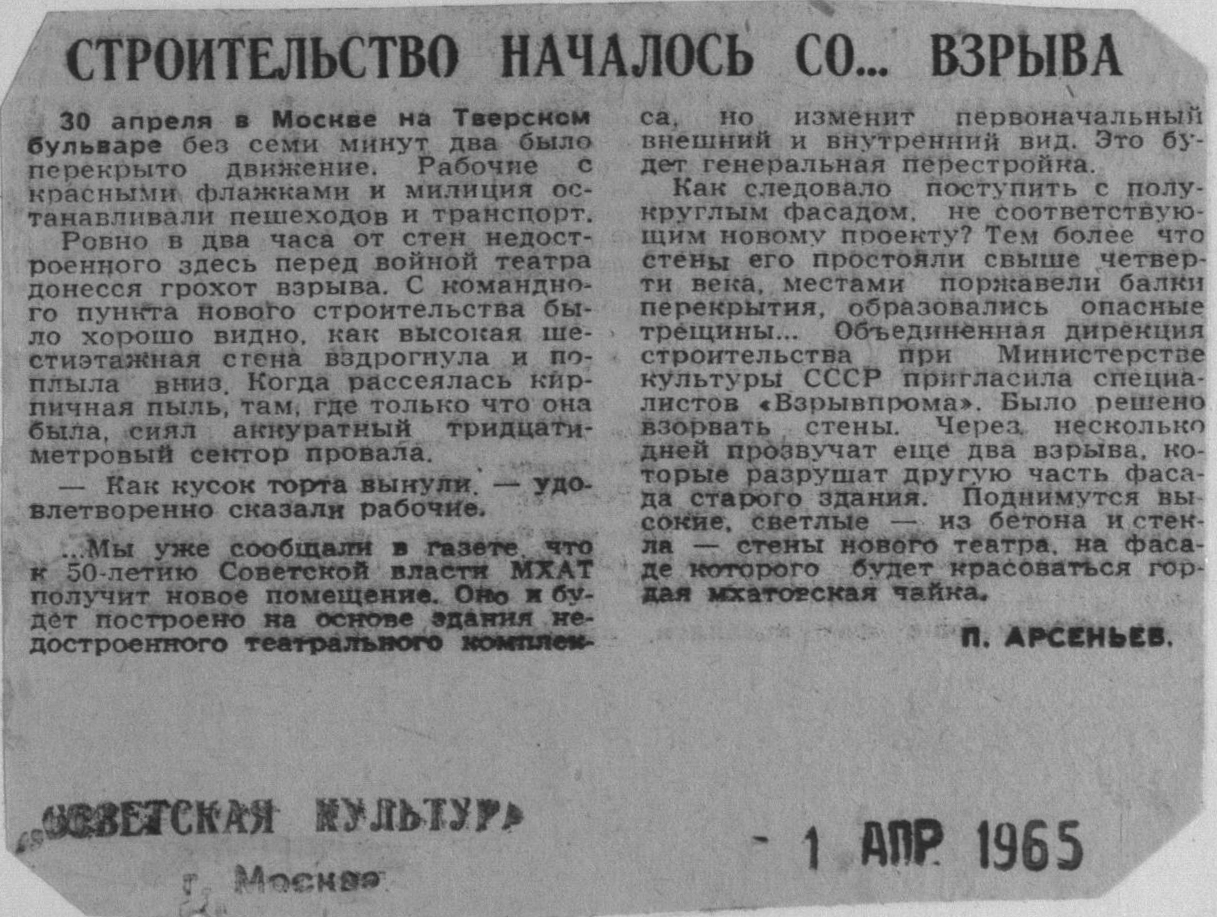 СТРОИТЕЛЬСТВО НАЧАЛОСЬ СО... ВЗРЫВА
30 апреля в Москве на Тверском
бульваре без семи минут два было
перекрыто движение. Рабочие с
красными флажками и милиция ос-
танавливали пешеходов и транспорт.
Ровно в два часа от стен недост-
роенного здесь перед войной театра
донесся грохот взрыва. С командно-
го пункта нового строительства бы-
ло хорошо видно, как высокая ше-
стиэтажная стена вздрогнула и по-
плыла вниз. Когда рассеялась кир-
пичная пыль, там, где только что она
была, сиял аккуратный тридцати-
метровый сектор провала.
— Как кусок торта вынули, — удо-
влетворенно сказали рабочие.
...Мы уже сообщали в газете, что
к 50-летию Советской власти МХАТ
получит новое помещение. Оно и бу-
дет построено на основе здания не-
достроенного театрального комплек-
са, но изменит первоначальный
внешний и внутренний вид. Это бу-
дет генеральная перестройка.
Как следовало поступить с полу-
круглым фасадом, не соответствую-
щим новому проекту? Тем более что
стены его простояли свыше четвер-
ти века, местами поржавели балки
перекрытия, образовались опасные
трещины... Объединенная дирекция
строительства при Министерстве
культуры СССР пригласила специа-
листов «Взрывпрома». Было решено
взорвать стены. Через несколько
дней прозвучат еще два взрыва, ко-
торые разрушат другую часть фаса-
да старого здания. Поднимутся вы-
сокие, светлые — из бетона и стек-
ла — стены нового театра, на фаса-
де которого будет красоваться гор-
дая мхатовская чайка.
П. АРСЕНЬЕВ.
СОВЕТСКАЯ КУЛЬТУРА
г. Москва
- 1 АПР 1965